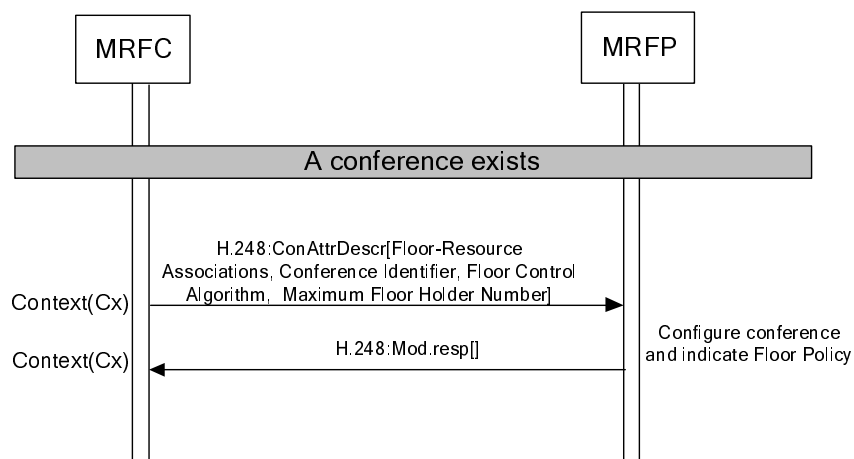 MRFC
MRFP
A conference exists
H.248:ConAttrDescr[Floor-Resource
Associations, Conference Identifier, Floor Control
Algorithm,  Maximum Floor Holder Number]
Context(Cx)
Configure conference
and indicate Floor Policy
H.248:Mod.resp[]
Context(Cx)